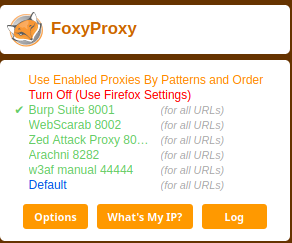 FoxyProxy
Use Enabled Proxies By Patterns and Order
Turn Off (Use Firefox Settings)
✔ Burp Suite 8001 (for all URLs)
WebScarab 8002 (for all URLs)
Zed Attack Proxy 80... (for all URLs)
Arachni 8282 (for all URLs)
w3af manual 44444 (for all URLs)
Default (for all URLs)
Options What's My IP? Log